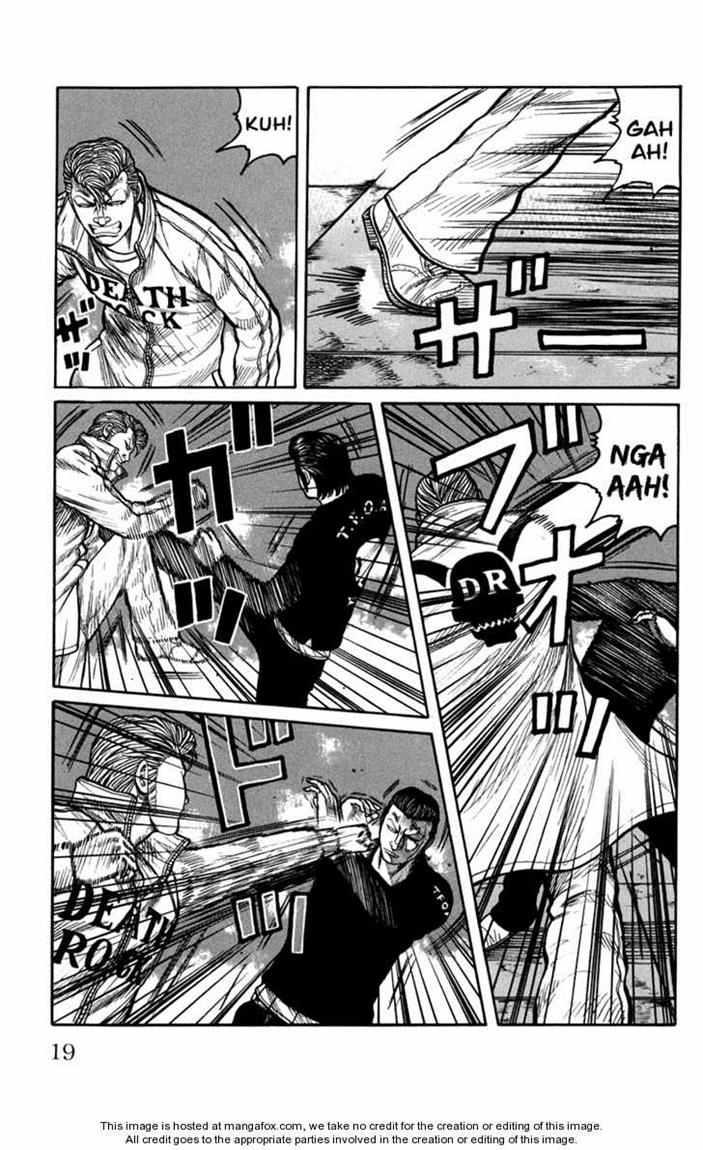 GAH
AH!
ザザー
KUH!
DEATH
ROCK
ザッ
NGA
AAH!
ブオッ
DR
ガッ
T.F.O.A
ドッ
DEATH
ROCK
T.F.O.
19
This image is hosted at mangafox.com, we take no credit for the creation or editing of this image.
All credit goes to the appropriate parties involved in the creation or editing of this image.